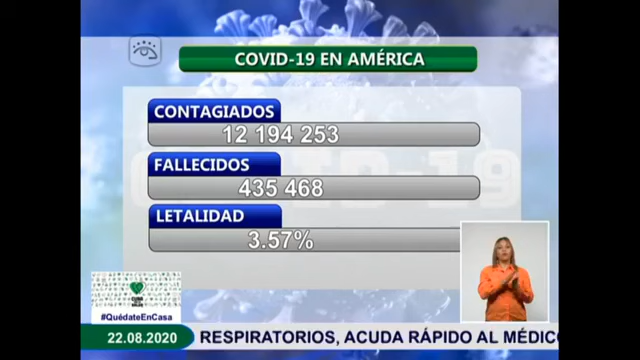 COVID-19 EN AMÉRICA
CONTAGIADOS
12 194 253
FALLECIDOS
435 468
LETALIDAD
3.57%
#QuédateEnCasa
22.08.2020
RESPIRATORIOS, ACUDA RÁPIDO AL MÉDICO